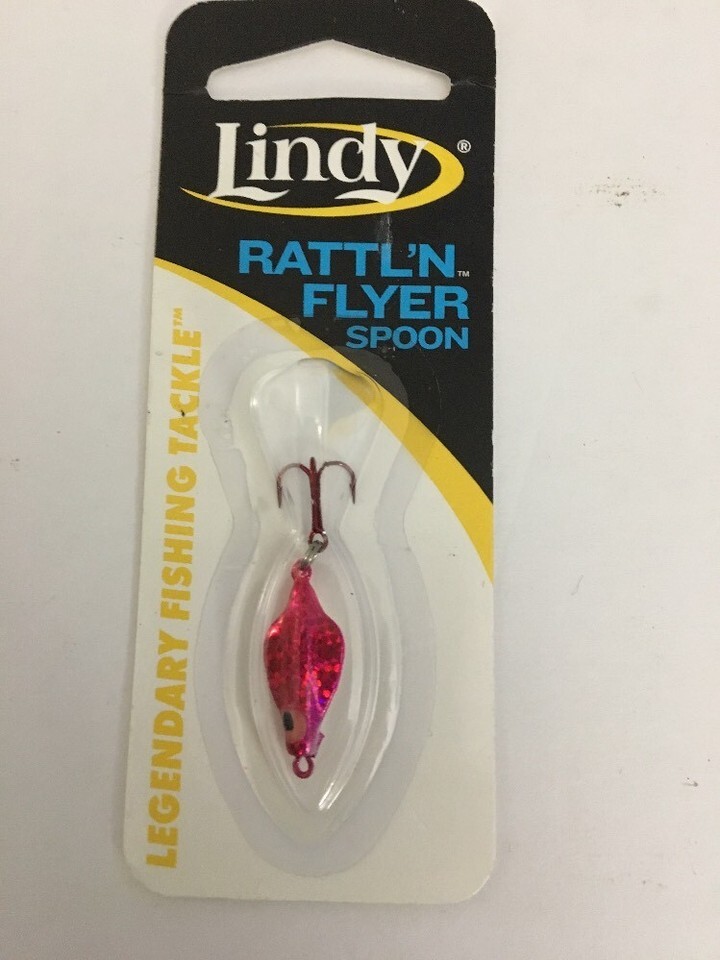 Lindy®
RATTL'N™
FLYER
SPOON
LEGENDARY FISHING TACKLE™